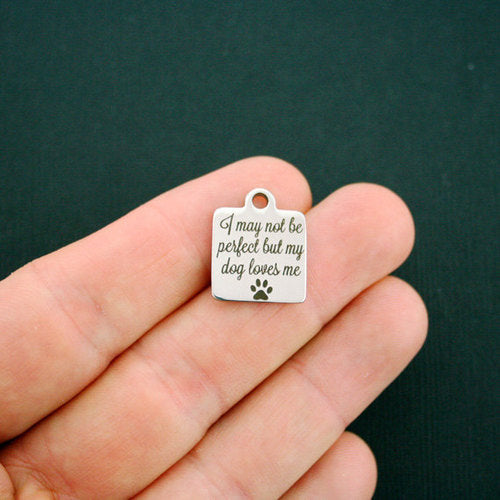 I may not be
perfect but my
dog loves me